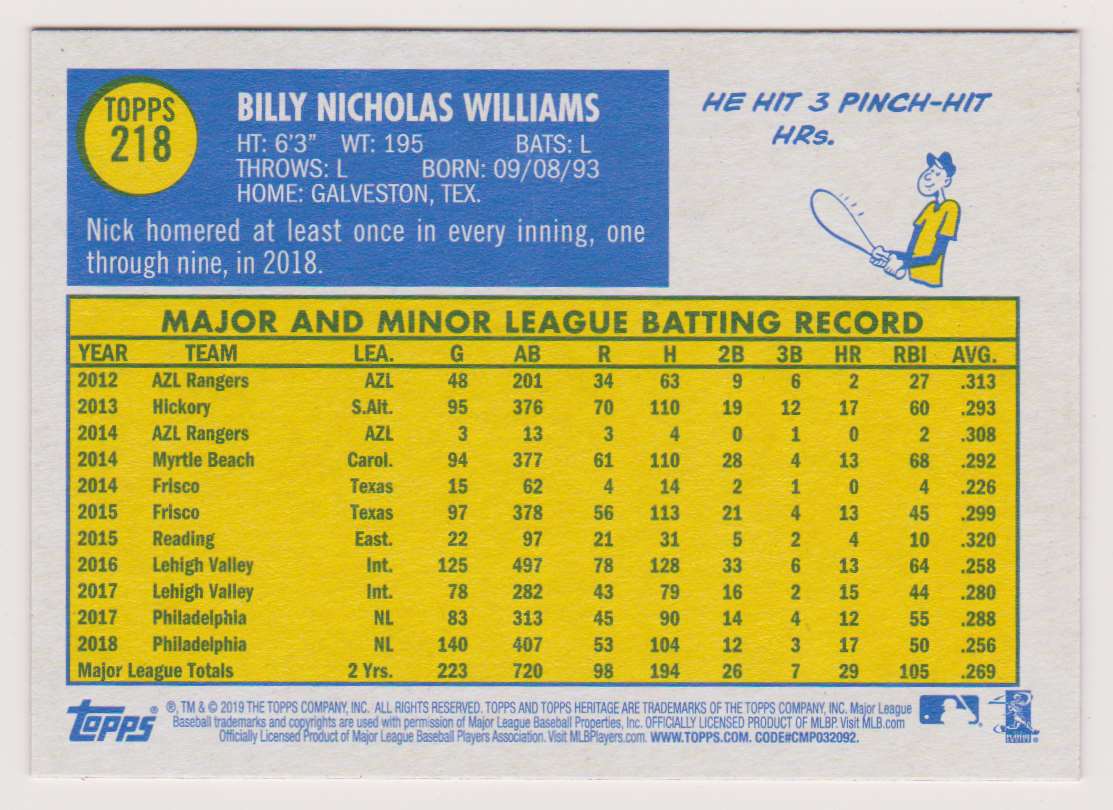 TOPPS
218
BILLY NICHOLAS WILLIAMS
HT: 6'3" WT: 195 BATS: L
THROWS: L BORN: 09/08/93
HOME: GALVESTON, TEX.
Nick homered at least once in every inning, one
through nine, in 2018.
HE HIT 3 PINCH-HIT
HRs.
MAJOR AND MINOR LEAGUE BATTING RECORD
YEAR TEAM LEA. G AB R H 2B 3B HR RBI AVG.
2012 AZL Rangers AZL 48 201 34 63 9 6 2 27 .313
2013 Hickory S.Alt. 95 376 70 110 19 12 17 60 .293
2014 AZL Rangers AZL 3 13 3 4 0 1 0 2 .308
2014 Myrtle Beach Carol. 94 377 61 110 28 4 13 68 .292
2014 Frisco Texas 15 62 4 14 2 1 0 4 .226
2015 Frisco Texas 97 378 56 113 21 4 13 45 .299
2015 Reading East. 22 97 21 31 5 2 4 10 .320
2016 Lehigh Valley Int. 125 497 78 128 33 6 13 64 .258
2017 Lehigh Valley Int. 78 282 43 79 16 2 15 44 .280
2017 Philadelphia NL 83 313 45 90 14 4 12 55 .288
2018 Philadelphia NL 140 407 53 104 12 3 17 50 .256
Major League Totals 2 Yrs. 223 720 98 194 26 7 29 105 .269
topps®
®, TM & © 2019 THE TOPPS COMPANY, INC. ALL RIGHTS RESERVED. TOPPS AND TOPPS HERITAGE ARE TRADEMARKS OF THE TOPPS COMPANY, INC. Major League
Baseball trademarks and copyrights are used with permission of Major League Baseball Properties, Inc. OFFICIALLY LICENSED PRODUCT OF MLBP. Visit MLB.com
Officially Licensed Product of Major League Baseball Players Association. Visit MLBPlayers.com. WWW.TOPPS.COM. CODE#CMP032092.